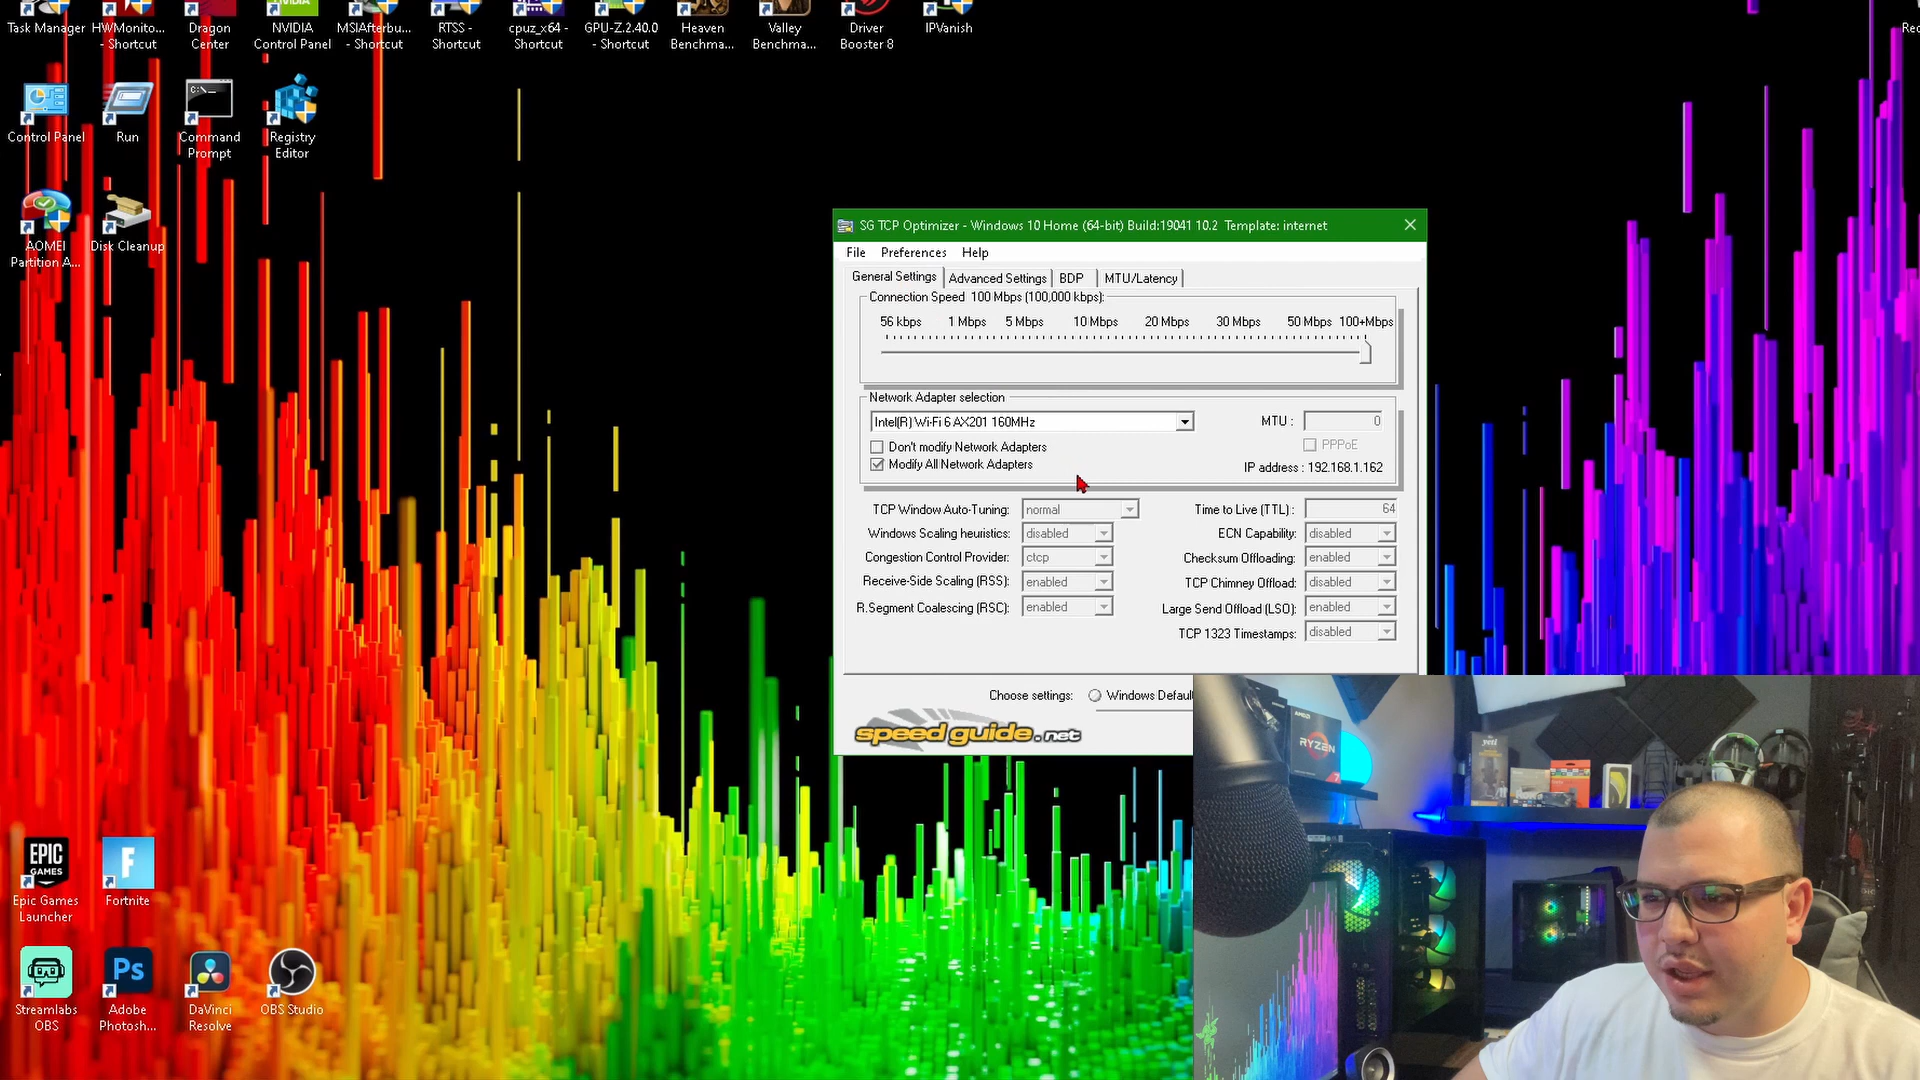 Task Manager
HWMonito...
- Shortcut
Dragon
Center
NVIDIA
Control Panel
MSIAfterbu...
- Shortcut
RTSS -
Shortcut
cpuz_x64 -
Shortcut
GPU-Z.2.40.0
- Shortcut
Heaven
Benchma...
Valley
Benchma...
Driver
Booster 8
IPVanish
Control Panel
Run
Command
Prompt
Registry
Editor
AOMEI
Partition A...
Disk Cleanup
SG TCP Optimizer - Windows 10 Home (64-bit) Build:19041 10.2 Template: internet
File Preferences Help
General Settings Advanced Settings BDP MTU/Latency
Connection Speed 100 Mbps (100,000 kbps):
56 kbps 1 Mbps 5 Mbps 10 Mbps 20 Mbps 30 Mbps 50 Mbps 100+Mbps
Network Adapter selection
Intel(R) Wi-Fi 6 AX201 160MHz
MTU : 0
Don't modify Network Adapters
PPPoE
Modify All Network Adapters
IP address : 192.168.1.162
TCP Window Auto-Tuning: normal
Time to Live (TTL) : 64
Windows Scaling heuristics: disabled
ECN Capability: disabled
Congestion Control Provider: ctcp
Checksum Offloading: enabled
Receive-Side Scaling (RSS): enabled
TCP Chimney Offload: disabled
R.Segment Coalescing (RSC): enabled
Large Send Offload (LSO): enabled
TCP 1323 Timestamps: disabled
Choose settings: Windows Default
speed guide.net
EPIC
GAMES
Epic Games
Launcher
F
Fortnite
Streamlabs
OBS
Ps
Adobe
Photosh...
DaVinci
Resolve
OBS Studio
AMD
RYZEN
7
yeti